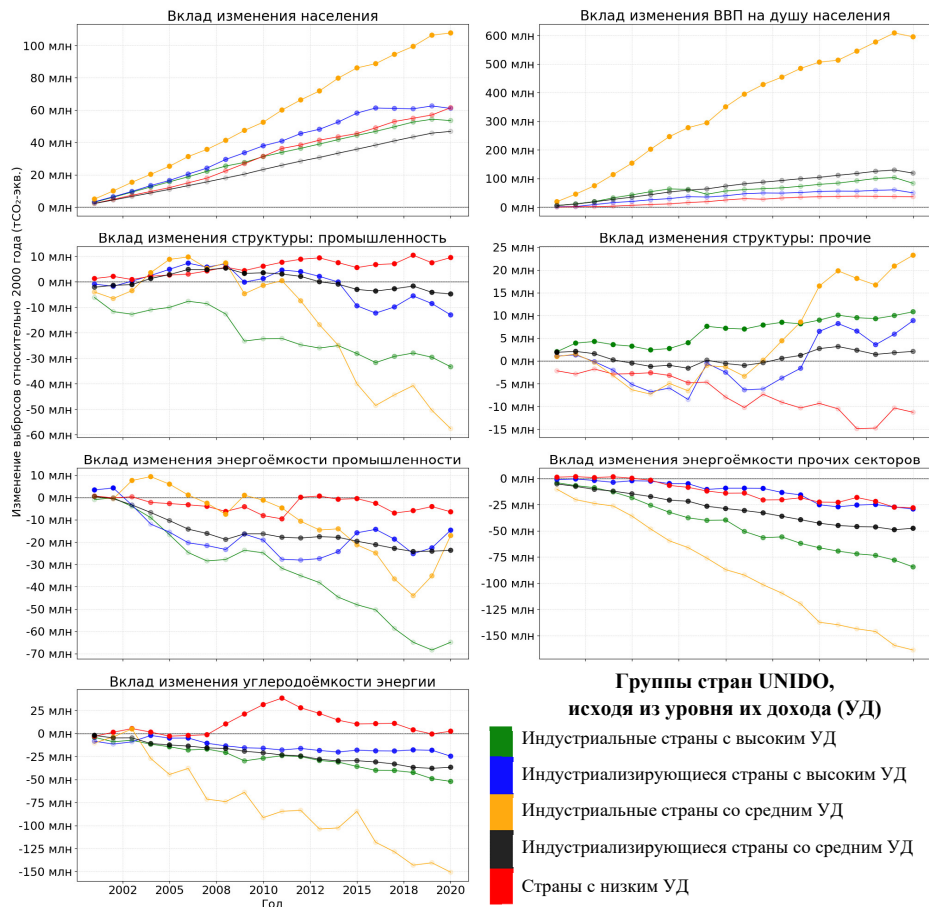 Вклад изменения населения
100 млн
80 млн
60 млн
40 млн
20 млн
0 млн
Вклад изменения ВВП на душу населения
600 млн
500 млн
400 млн
300 млн
200 млн
100 млн
0 млн
Изменение выбросов относительно 2000 года (тСО₂-экв.)
Вклад изменения структуры: промышленность
10 млн
0 млн
-10 млн
-20 млн
-30 млн
-40 млн
-50 млн
-60 млн
Вклад изменения структуры: прочие
25 млн
20 млн
15 млн
10 млн
5 млн
0 млн
-5 млн
-10 млн
-15 млн
Вклад изменения энергоёмкости промышленности
10 млн
0 млн
-10 млн
-20 млн
-30 млн
-40 млн
-50 млн
-60 млн
-70 млн
Вклад изменения энергоёмкости прочих секторов
0 млн
-25 млн
-50 млн
-75 млн
-100 млн
-125 млн
-150 млн
Вклад изменения углеродоёмкости энергии
25 млн
0 млн
-25 млн
-50 млн
-75 млн
-100 млн
-125 млн
-150 млн
2002 2005 2008 2010 2012 2015 2018 2020
Год
Группы стран UNIDO,
исходя из уровня их дохода (УД)
Индустриальные страны с высоким УД
Индустриализирующиеся страны с высоким УД
Индустриальные страны со средним УД
Индустриализирующиеся страны со средним УД
Страны с низким УД